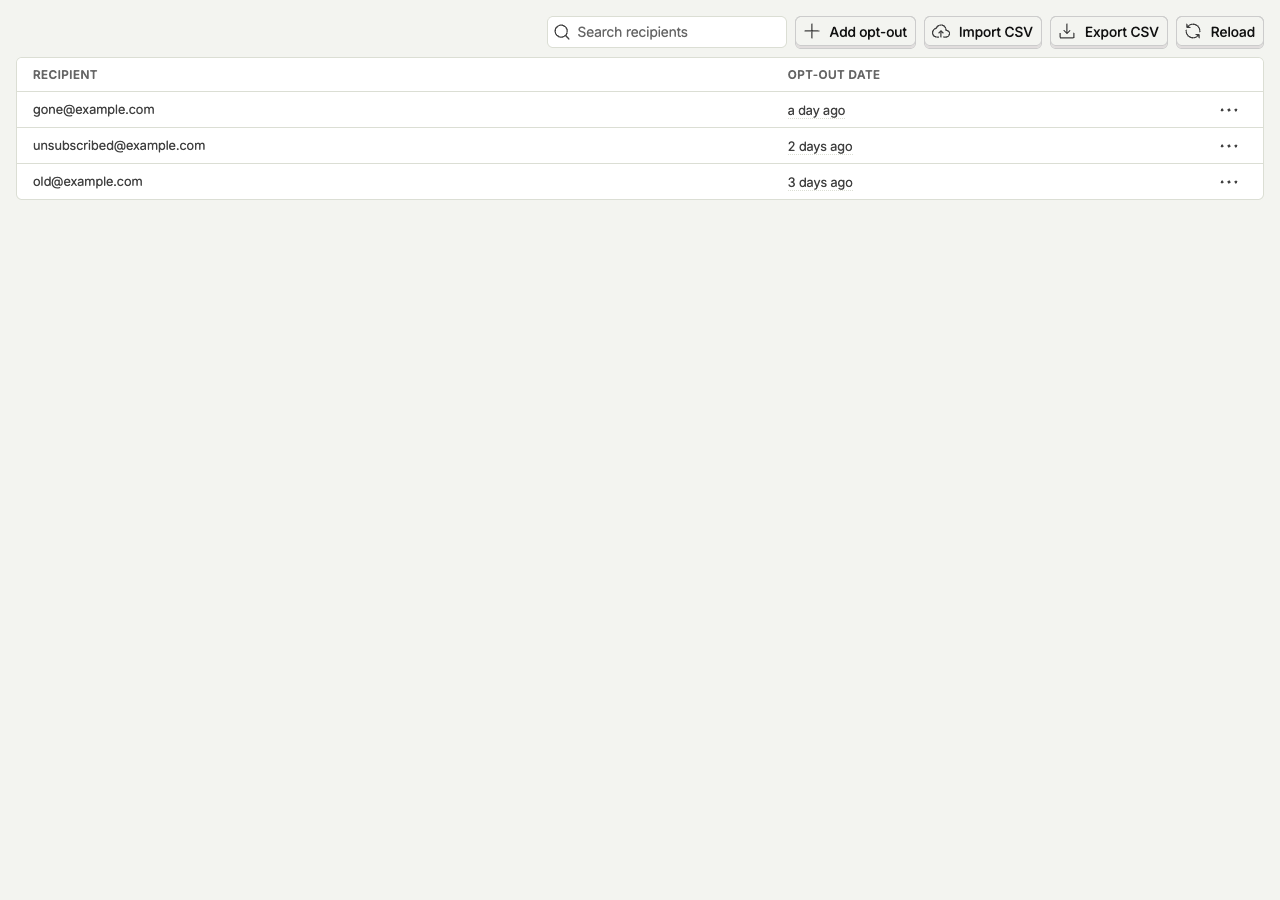 Search recipients
Add opt-out
Import CSV
Export CSV
Reload
RECIPIENT
OPT-OUT DATE
gone@example.com
a day ago
unsubscribed@example.com
2 days ago
old@example.com
3 days ago